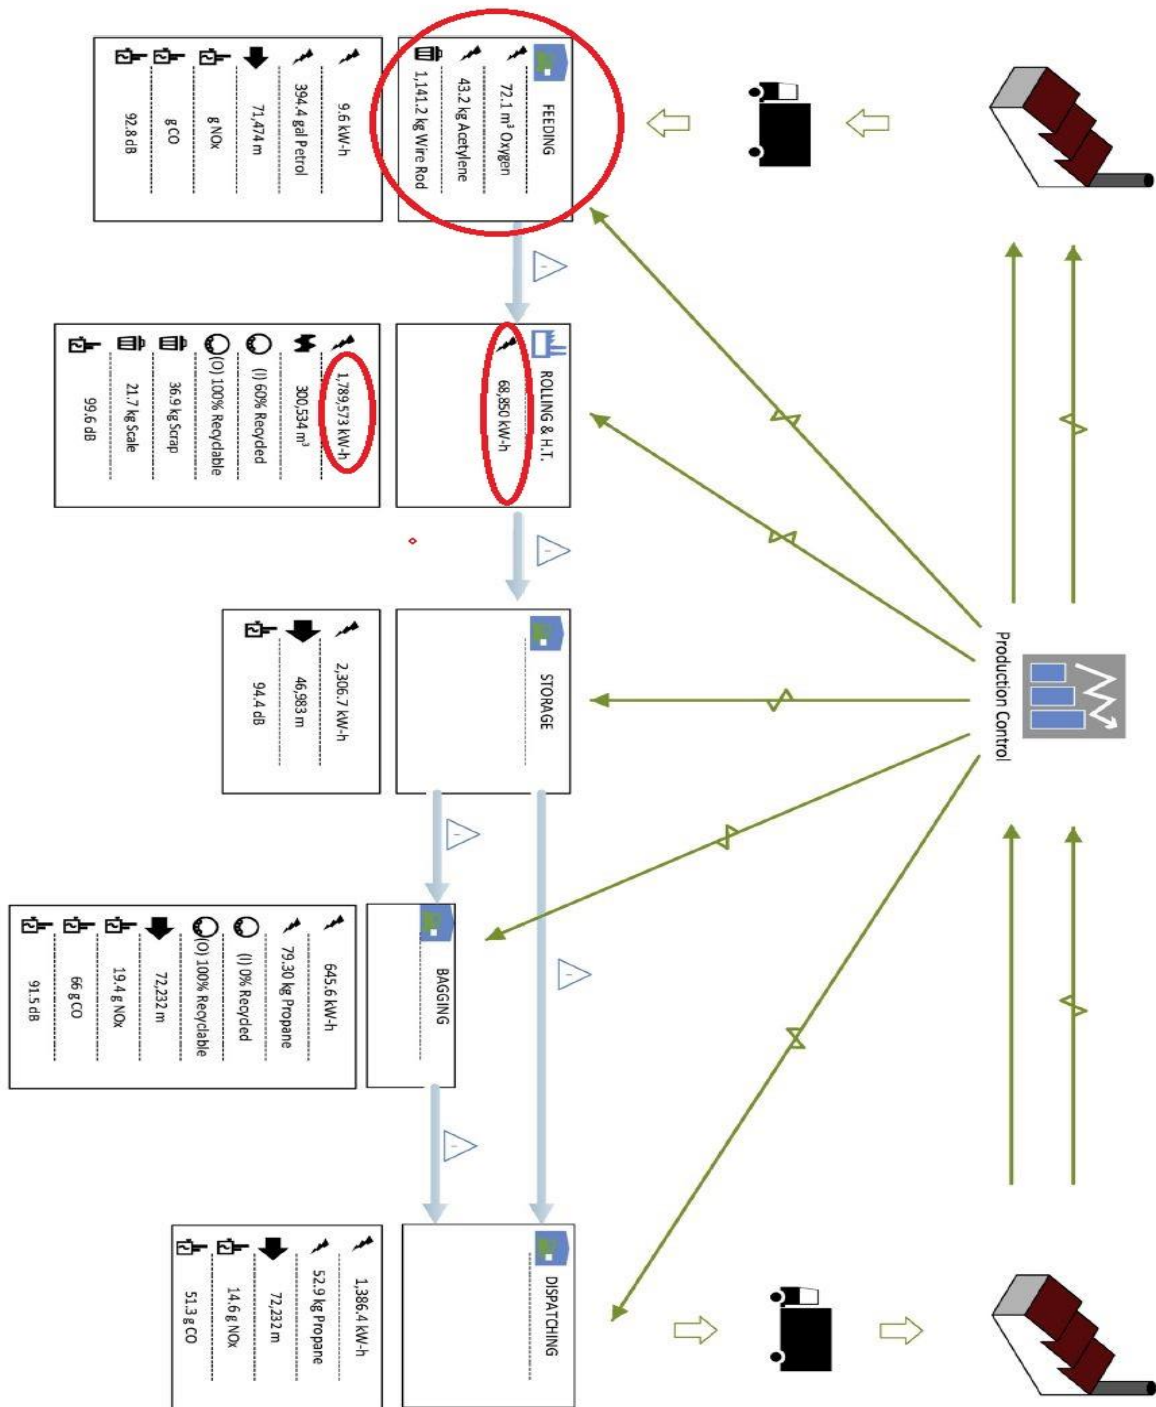 Production Control
FEEDING
72.1 m³ Oxygen
43.2 kg Acetylene
1,141.2 kg Wire Rod
9.6 kW-h
394.4 gal Petrol
71,474 m
g NOx
g CO
92.8 dB
ROLLING & H.T.
68,850 kW-h
1,789,573 kW-h
300,534 m³
(I) 60% Recycled
(O) 100% Recyclable
36.9 kg Scrap
21.7 kg Scale
99.6 dB
STORAGE
2,306.7 kW-h
46,983 m
94.4 dB
BAGGING
645.6 kW-h
79.30 kg Propane
(I) 0% Recycled
(O) 100% Recyclable
72,232 m
19.4 g NOx
66 g CO
91.5 dB
DISPATCHING
1,386.4 kW-h
52.9 kg Propane
72,232 m
14.6 g NOx
51.3 g CO